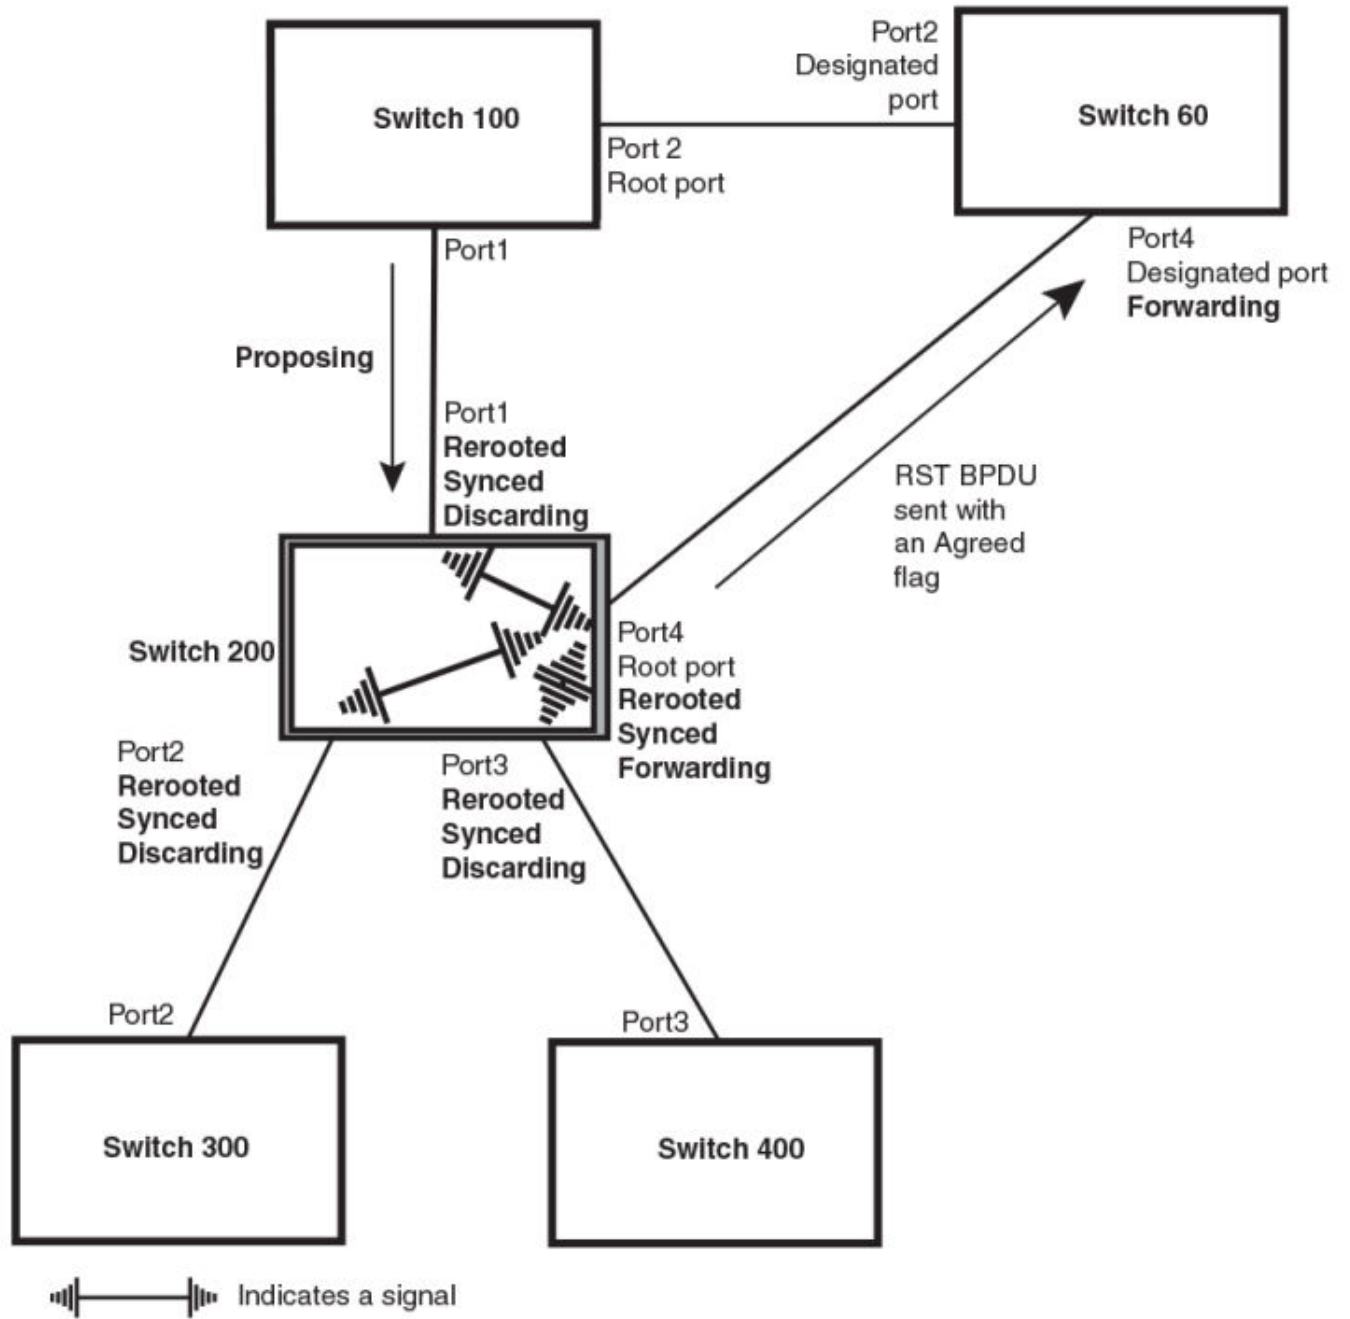 Switch 100
Port2
Designated
port
Switch 60
Port 2
Root port
Port1
Port4
Designated port
Forwarding
Proposing
Port1
Rerooted
Synced
Discarding
RST BPDU
sent with
an Agreed
flag
Switch 200
Port4
Root port
Rerooted
Synced
Forwarding
Port2
Rerooted
Synced
Discarding
Port3
Rerooted
Synced
Discarding
Port2
Port3
Switch 300
Switch 400
Indicates a signal